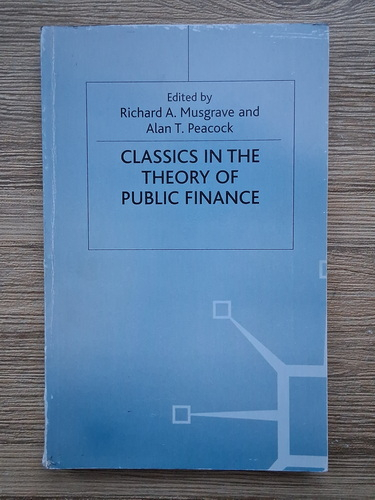 Edited by
Richard A. Musgrave and
Alan T. Peacock
CLASSICS IN THE
THEORY OF
PUBLIC FINANCE